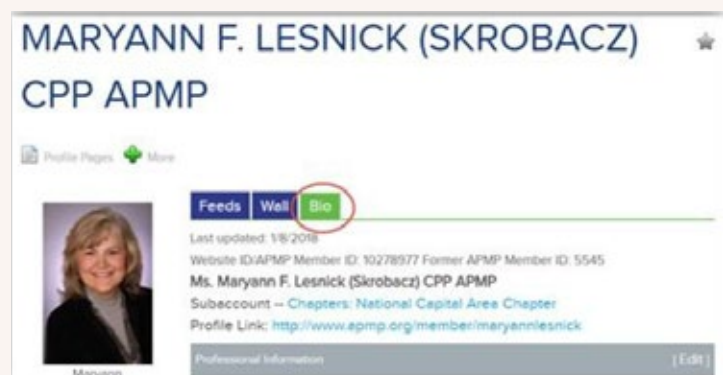 MARYANN F. LESNICK (SKROBACZ)
CPP APMP
Profile Pages More
Feeds Wall Bio
Last updated: 1/8/2018
Website ID/APMP Member ID: 10278977 Former APMP Member ID: 5545
Ms. Maryann F. Lesnick (Skrobacz) CPP APMP
Subaccount -- Chapters: National Capital Area Chapter
Profile Link: http://www.apmp.org/member/maryannlesnick
Professional Information [ Edit ]
Maryann